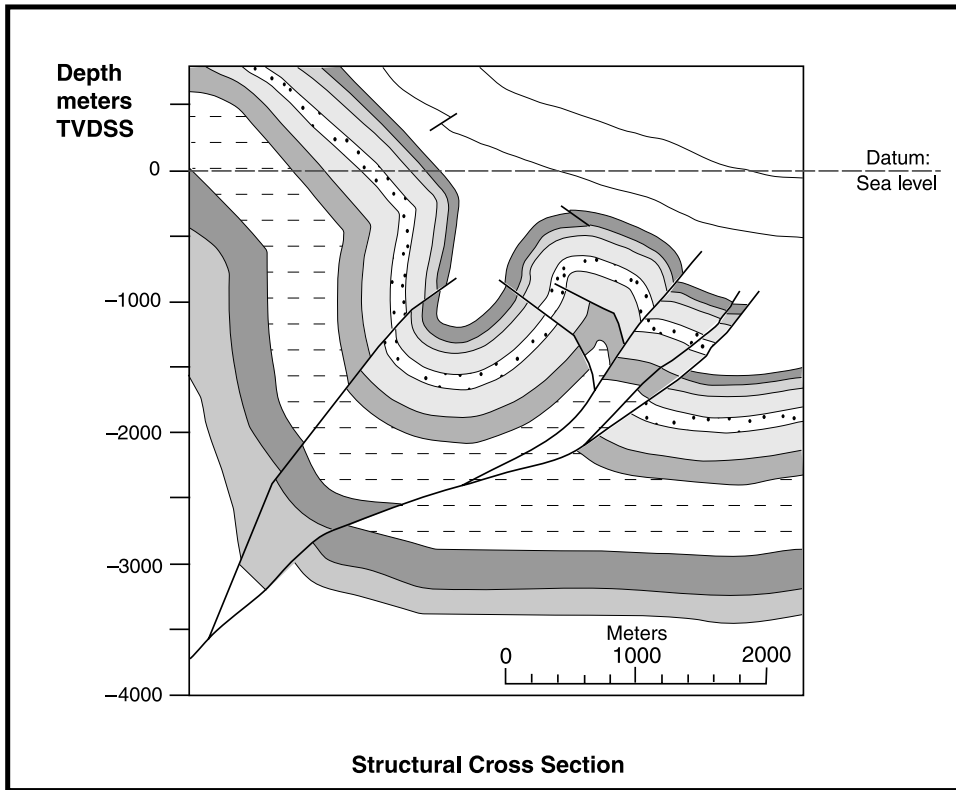 Depth
meters
TVDSS
0
−1000
−2000
−3000
−4000
Datum:
Sea level
Meters
0 1000 2000
Structural Cross Section